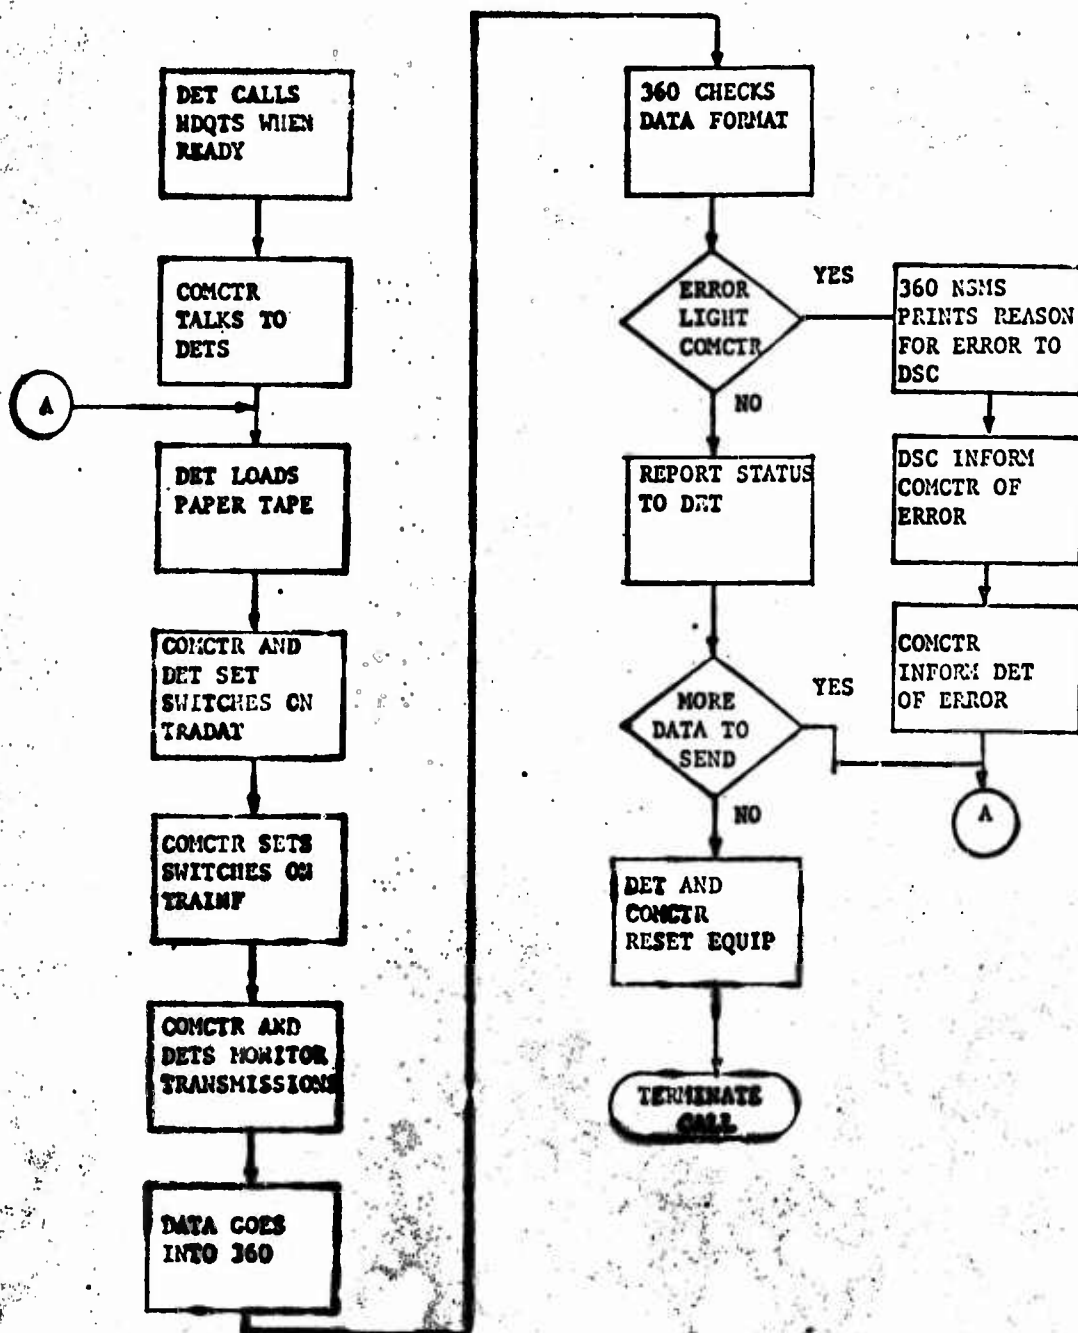 DET CALLS
HDQTS WHEN
READY
COMCTR
TALKS TO
DETS
A
DET LOADS
PAPER TAPE
COMCTR AND
DET SET
SWITCHES ON
TRADAT
COMCTR SETS
SWITCHES ON
TRAINF
COMCTR AND
DETS MONITOR
TRANSMISSIONS
DATA GOES
INTO 360
360 CHECKS
DATA FORMAT
ERROR
LIGHT
COMCTR
YES
NO
360 NSMS
PRINTS REASON
FOR ERROR TO
DSC
DSC INFORM
COMCTR OF
ERROR
COMCTR
INFORM DET
OF ERROR
REPORT STATUS
TO DET
MORE
DATA TO
SEND
YES
NO
A
DET AND
COMCTR
RESET EQUIP
TERMINATE
CALL